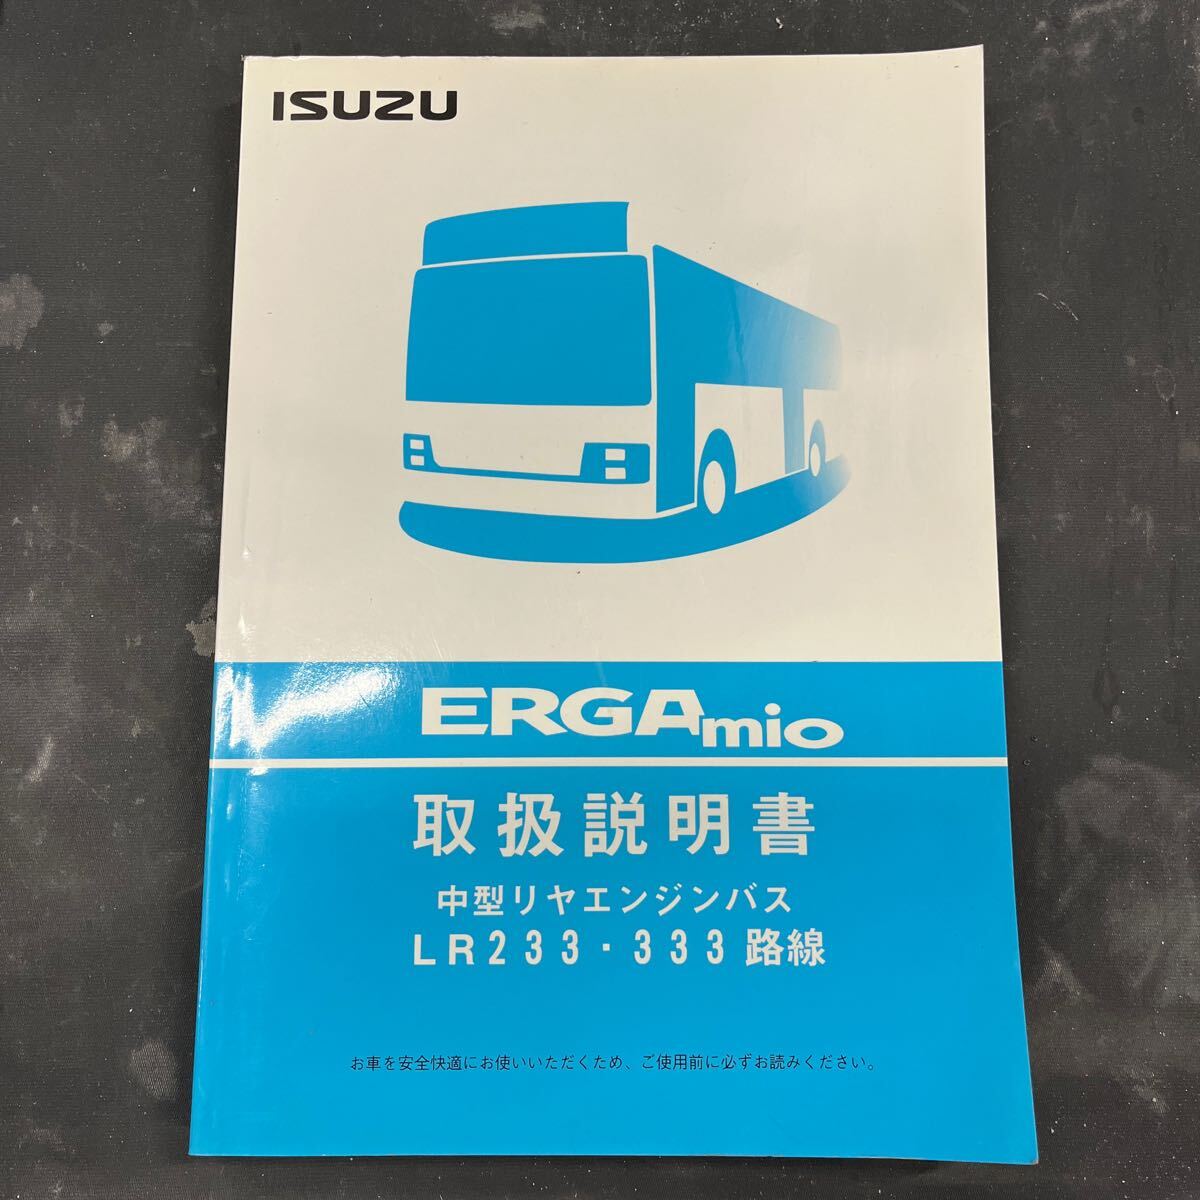 ISUZU
ERGAmio
取扱説明書
中型リヤエンジンバス
LR233・333路線
お車を安全快適にお使いいただくため、ご使用前に必ずお読みください。